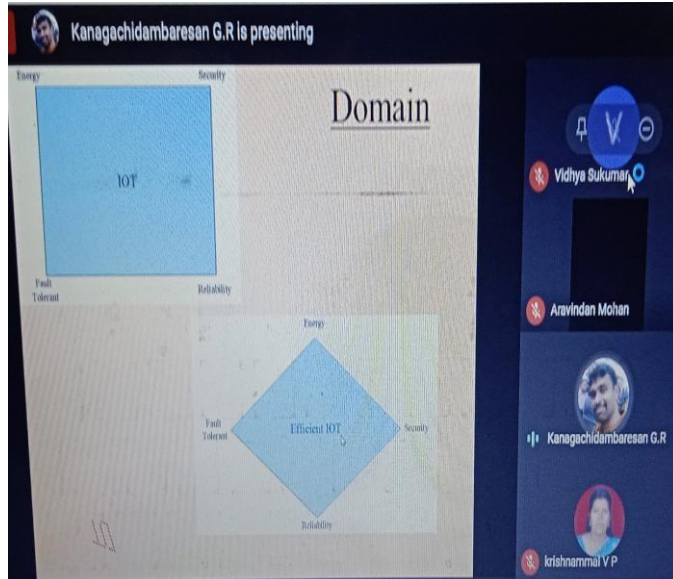 Kanagachidambaresan G.R is presenting
Energy
Security
Domain
IOT
Fault
Tolerant
Reliability
Energy
Fault
Tolerant
Efficient IOT
Security
Reliability
V
Vidhya Sukumar
Aravindan Mohan
Kanagachidambaresan G.R
krishnammal V P